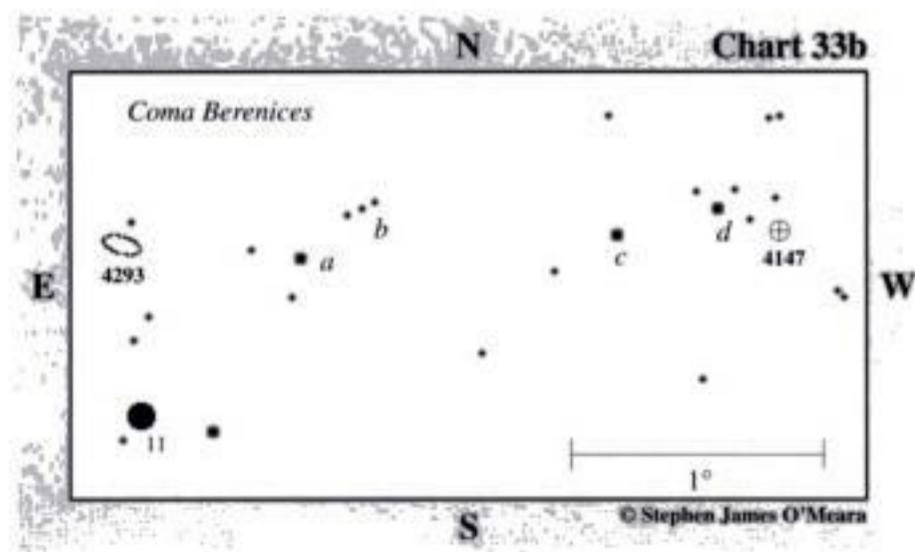 N
Chart 33b
Coma Berenices
b
a
c
d
4293
4147
E
W
11
1°
S
© Stephen James O'Meara